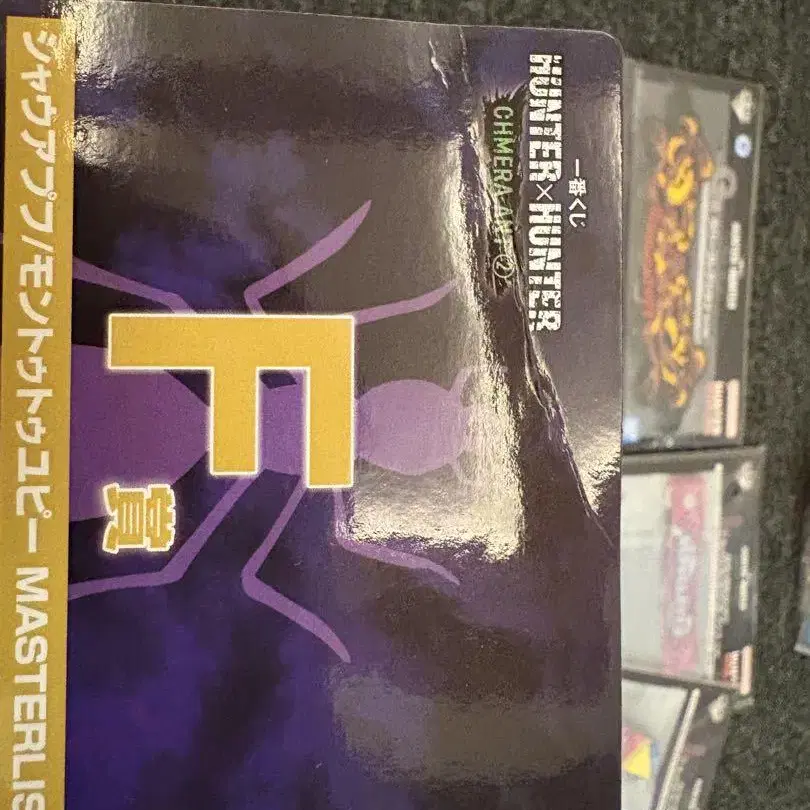 一番くじ
HUNTER×HUNTER
CHMERA ANT ②
F
賞
シャウアプフ/モントゥトゥユピー MASTERLIS